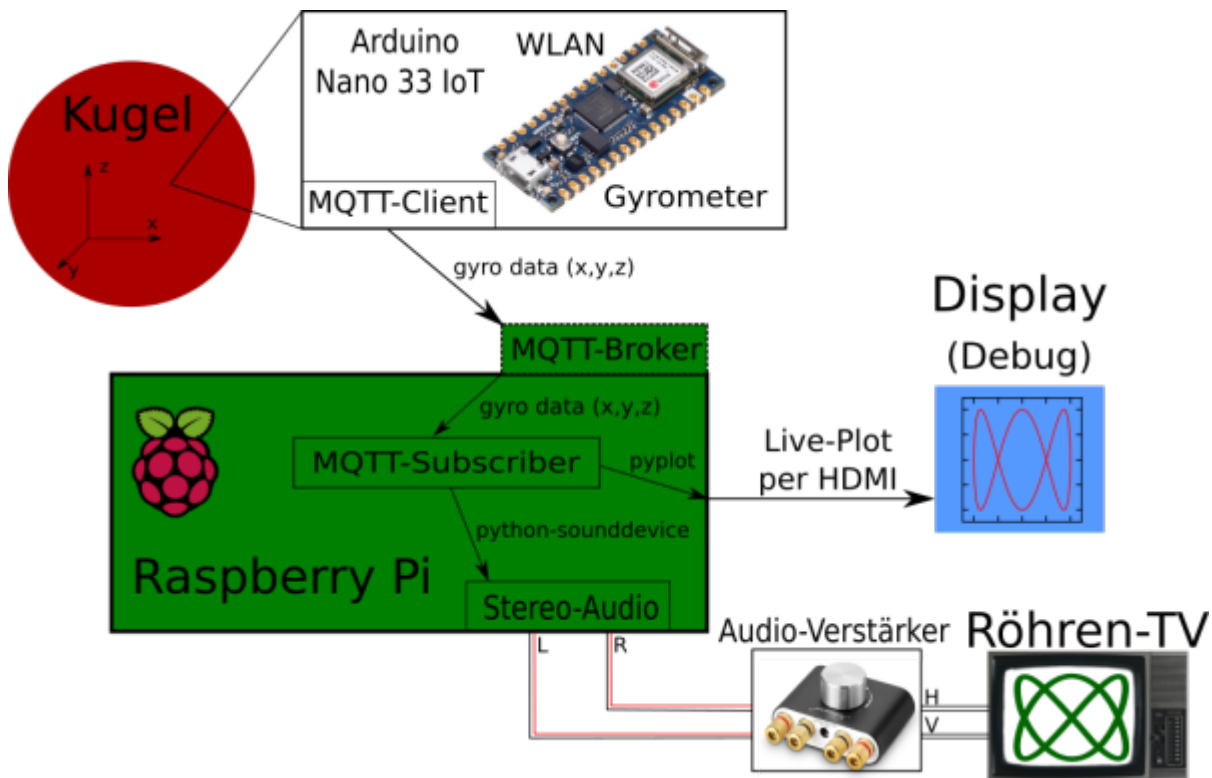 Kugel
z
x
y
Arduino
Nano 33 IoT
WLAN
MQTT-Client
Gyrometer
gyro data (x,y,z)
MQTT-Broker
gyro data (x,y,z)
MQTT-Subscriber
pyplot
python-sounddevice
Raspberry Pi
Stereo-Audio
Live-Plot
per HDMI
Display
(Debug)
L
R
Audio-Verstärker
H
V
Röhren-TV